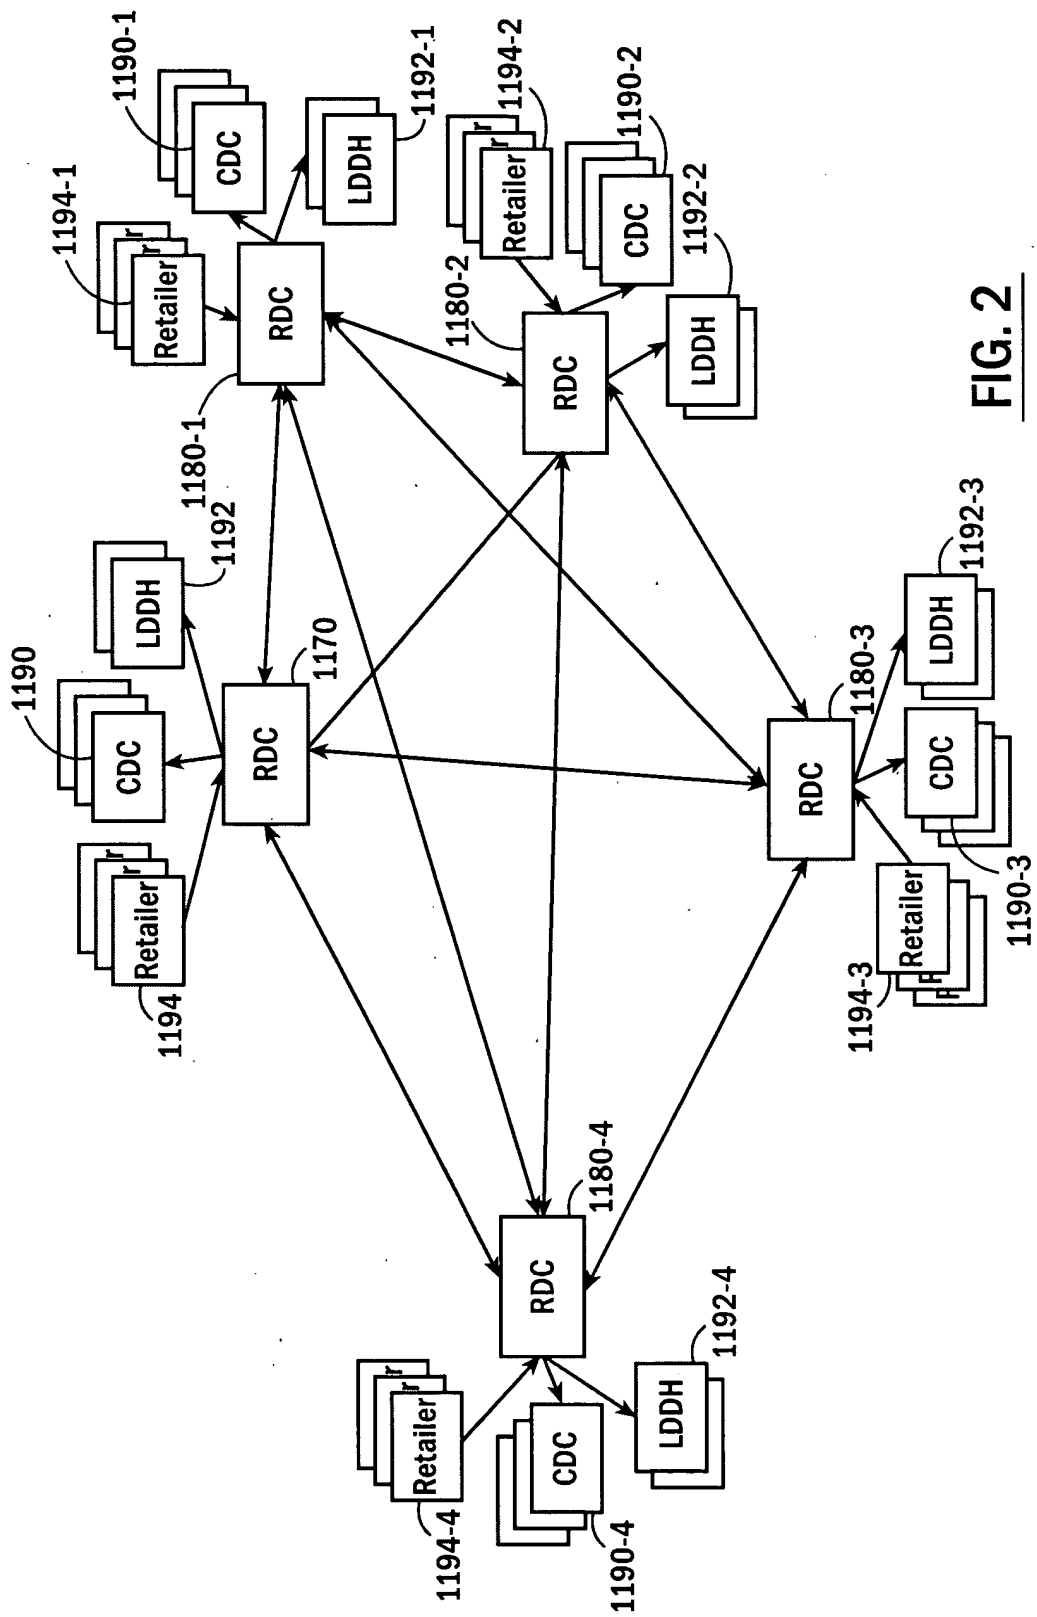 1194
Retailer
r
r
1190
CDC
LDDH
1192
RDC
1170
1194-1
Retailer
r
r
1190-1
CDC
LDDH
1192-1
RDC
1180-1
1194-2
Retailer
r
r
1190-2
CDC
1192-2
LDDH
RDC
1180-2
RDC
1180-3
1192-3
LDDH
CDC
1190-3
Retailer
1194-3
RDC
1180-4
1194-4
Retailer
r
r
CDC
1190-4
LDDH
1192-4
FIG. 2